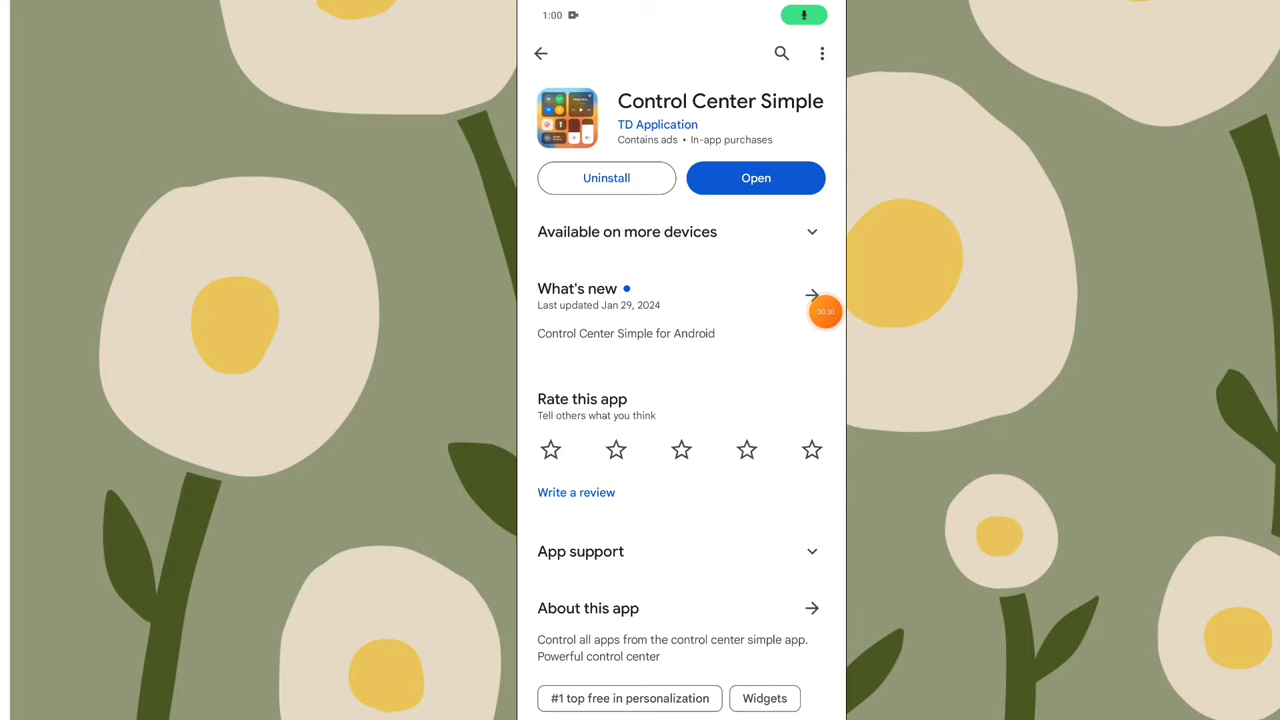 1:00
Control Center Simple
TD Application
Contains ads • In-app purchases
Uninstall
Open
Available on more devices
What's new
Last updated Jan 29, 2024
00:30
Control Center Simple for Android
Rate this app
Tell others what you think
Write a review
App support
About this app
Control all apps from the control center simple app.
Powerful control center
#1 top free in personalization
Widgets